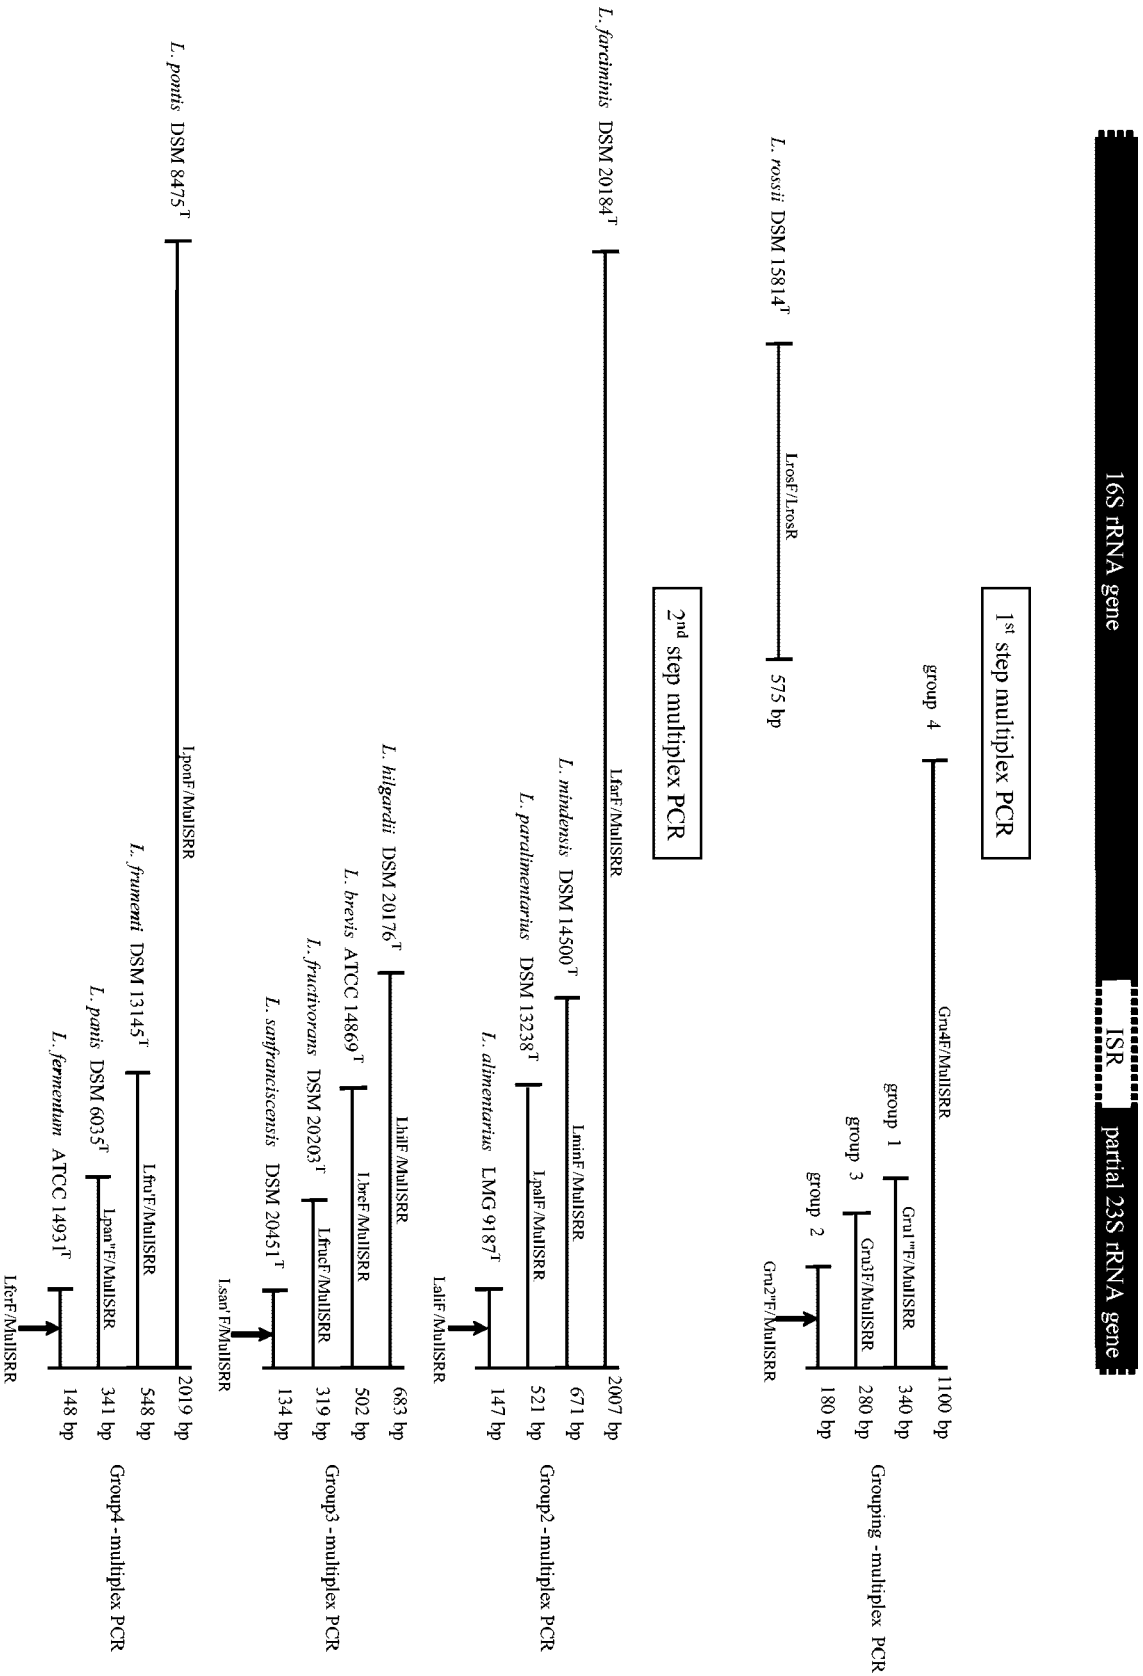 16S rRNA gene
ISR
partial 23S rRNA gene
1st step multiplex PCR
group 4
Gru4F/MulISRR
1100 bp
group 1
Gru1'''F/MulISRR
340 bp
group 3
Gru3F/MulISRR
280 bp
group 2
Gru2''F/MulISRR
180 bp
Grouping -multiplex PCR
L. rossii DSM 15814T
LrosF/LrosR
575 bp
2nd step multiplex PCR
L. farciminis DSM 20184T
LfarF/MulISRR
2007 bp
L. mindensis DSM 14500T
LminF/MulISRR
671 bp
L. paralimentarius DSM 13238T
LpalF/MulISRR
521 bp
L. alimentarius LMG 9187T
LaliF/MulISRR
147 bp
Group2 -multiplex PCR
L. hilgardii DSM 20176T
LhilF/MulISRR
683 bp
L. brevis ATCC 14869T
LbreF/MulISRR
502 bp
L. fructivorans DSM 20203T
LfrucF/MulISRR
319 bp
L. sanfranciscensis DSM 20451T
Lsan'F/MulISRR
134 bp
Group3 -multiplex PCR
L. pontis DSM 8475T
LponF/MulISRR
2019 bp
L. frumenti DSM 13145T
Lfru'F/MulISRR
548 bp
L. panis DSM 6035T
Lpan''F/MulISRR
341 bp
L. fermentum ATCC 14931T
LferF/MulISRR
148 bp
Group4 -multiplex PCR